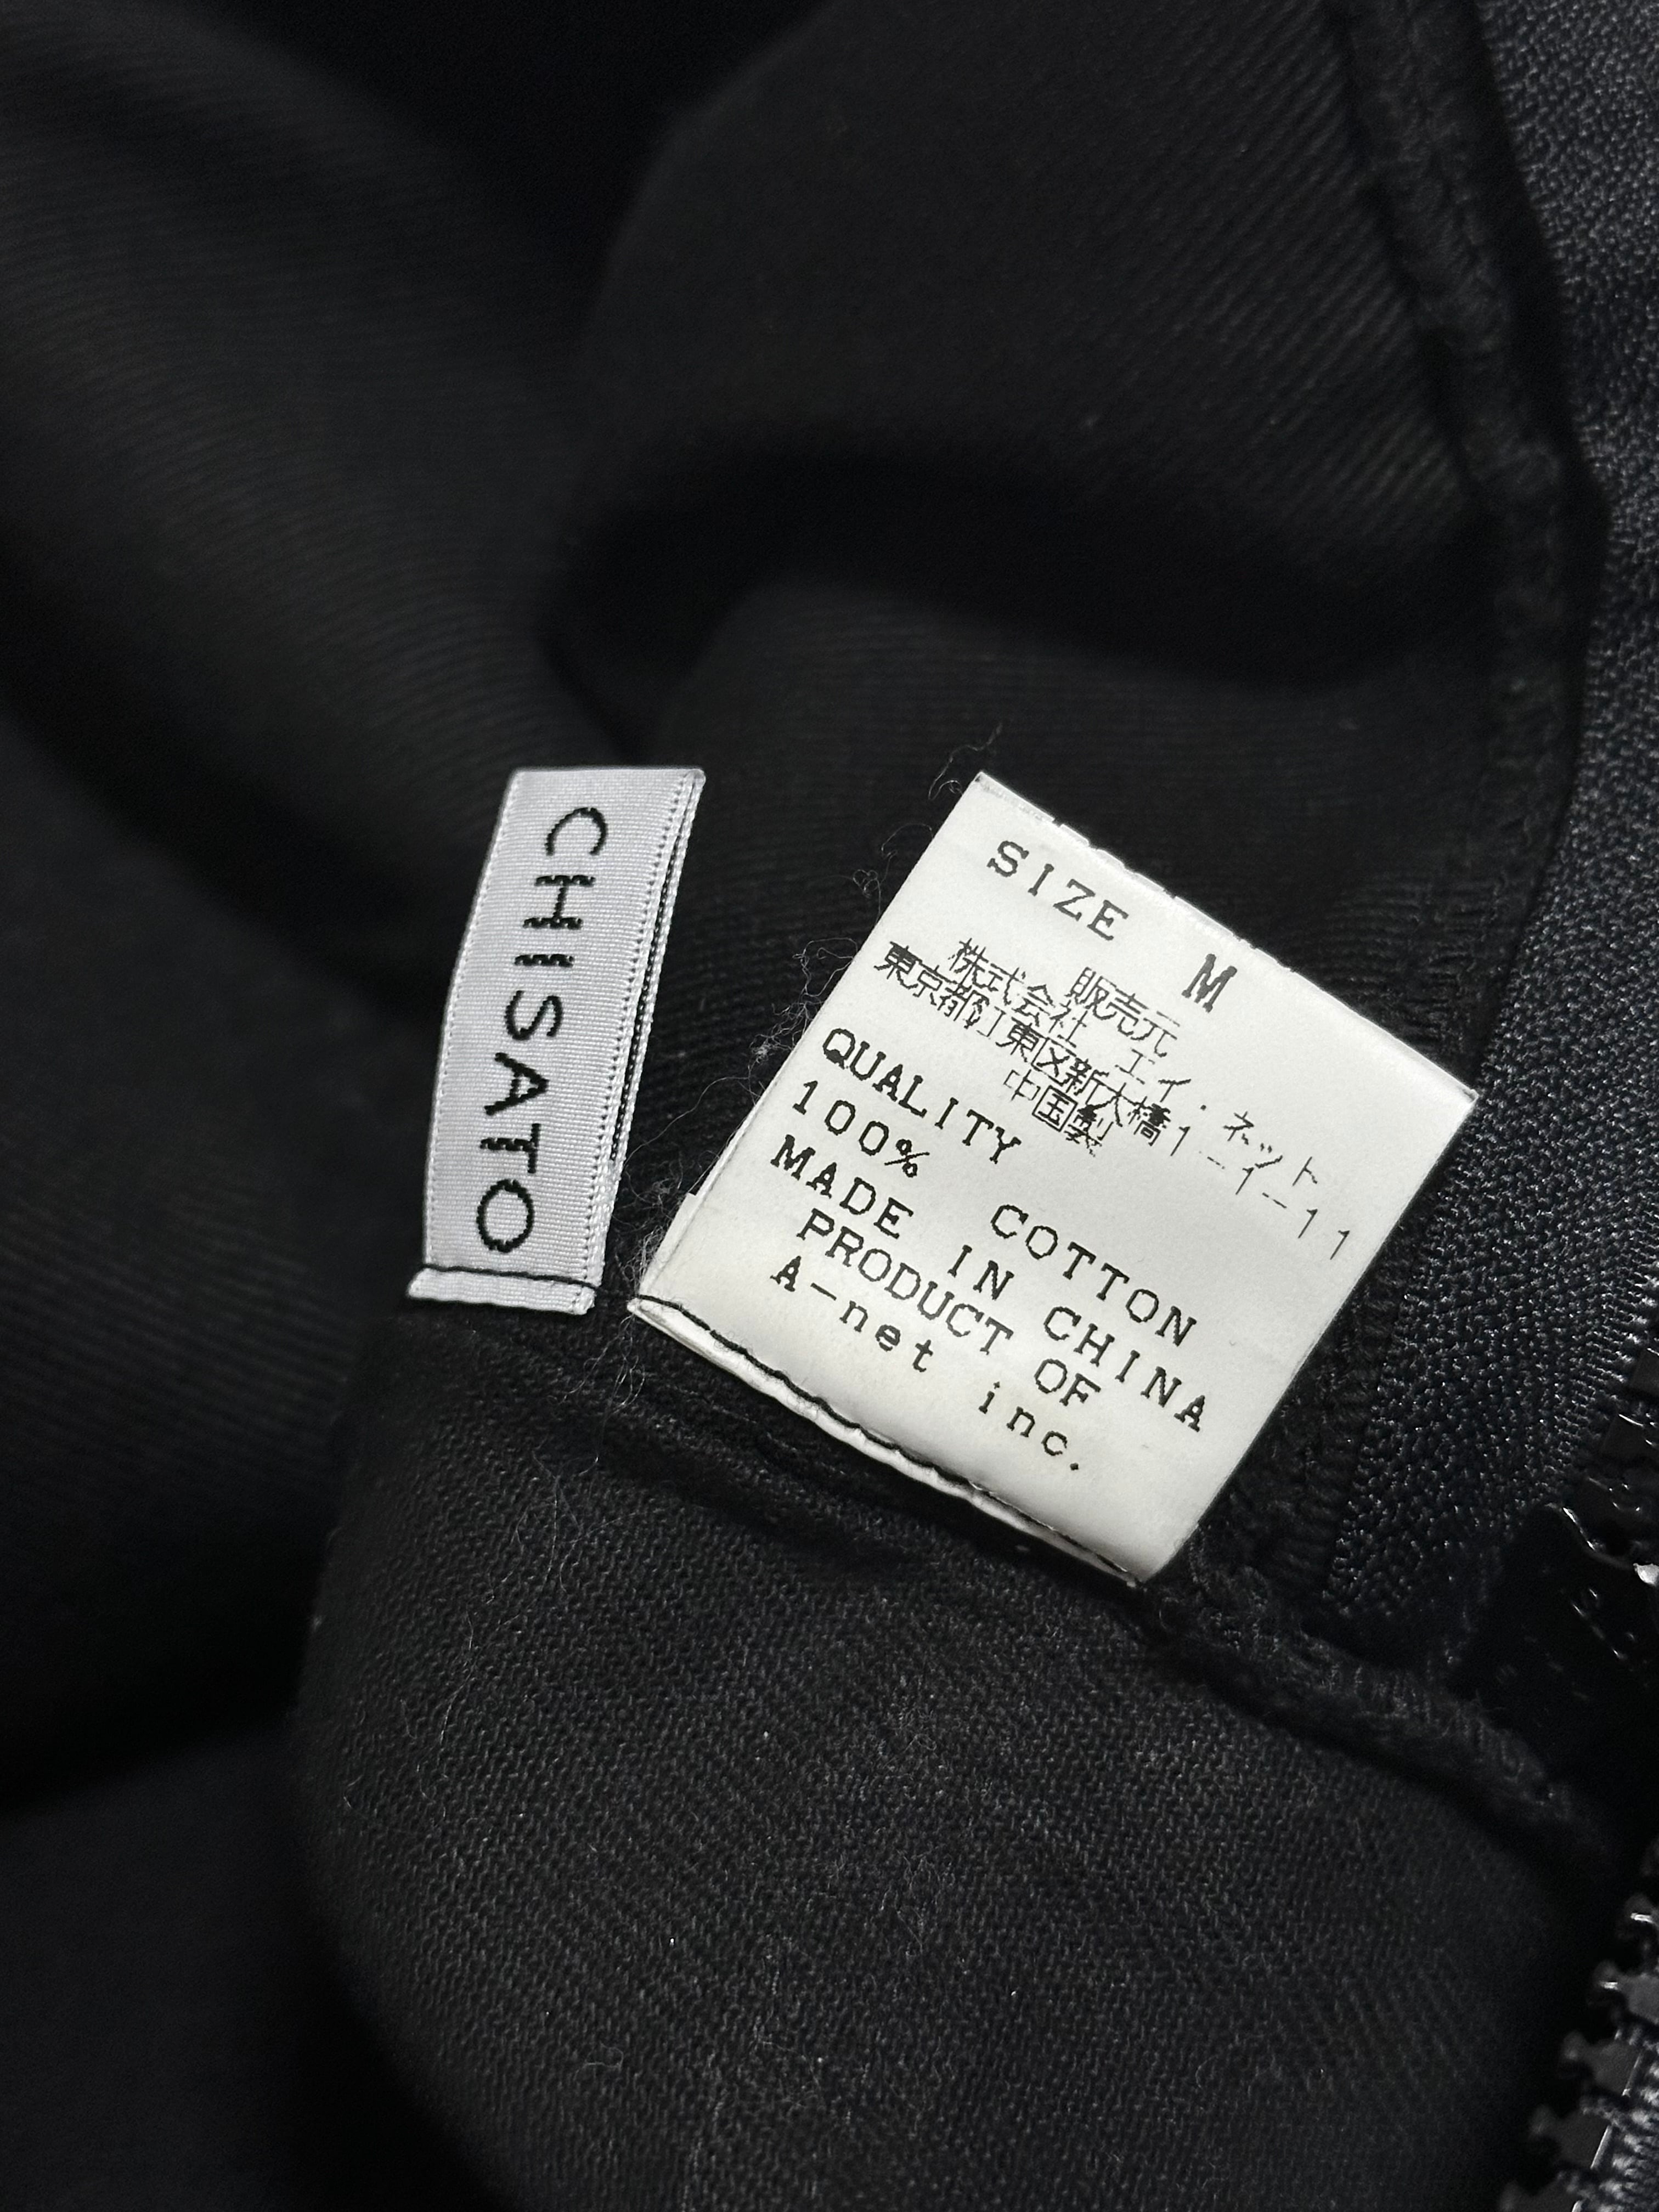 CHISATO
SIZE M
販売元
株式会社 エイ・ネット
東京都江東区新大橋1-1-11
中国製
QUALITY
100% COTTON
MADE IN CHINA
PRODUCT OF
A-net inc.